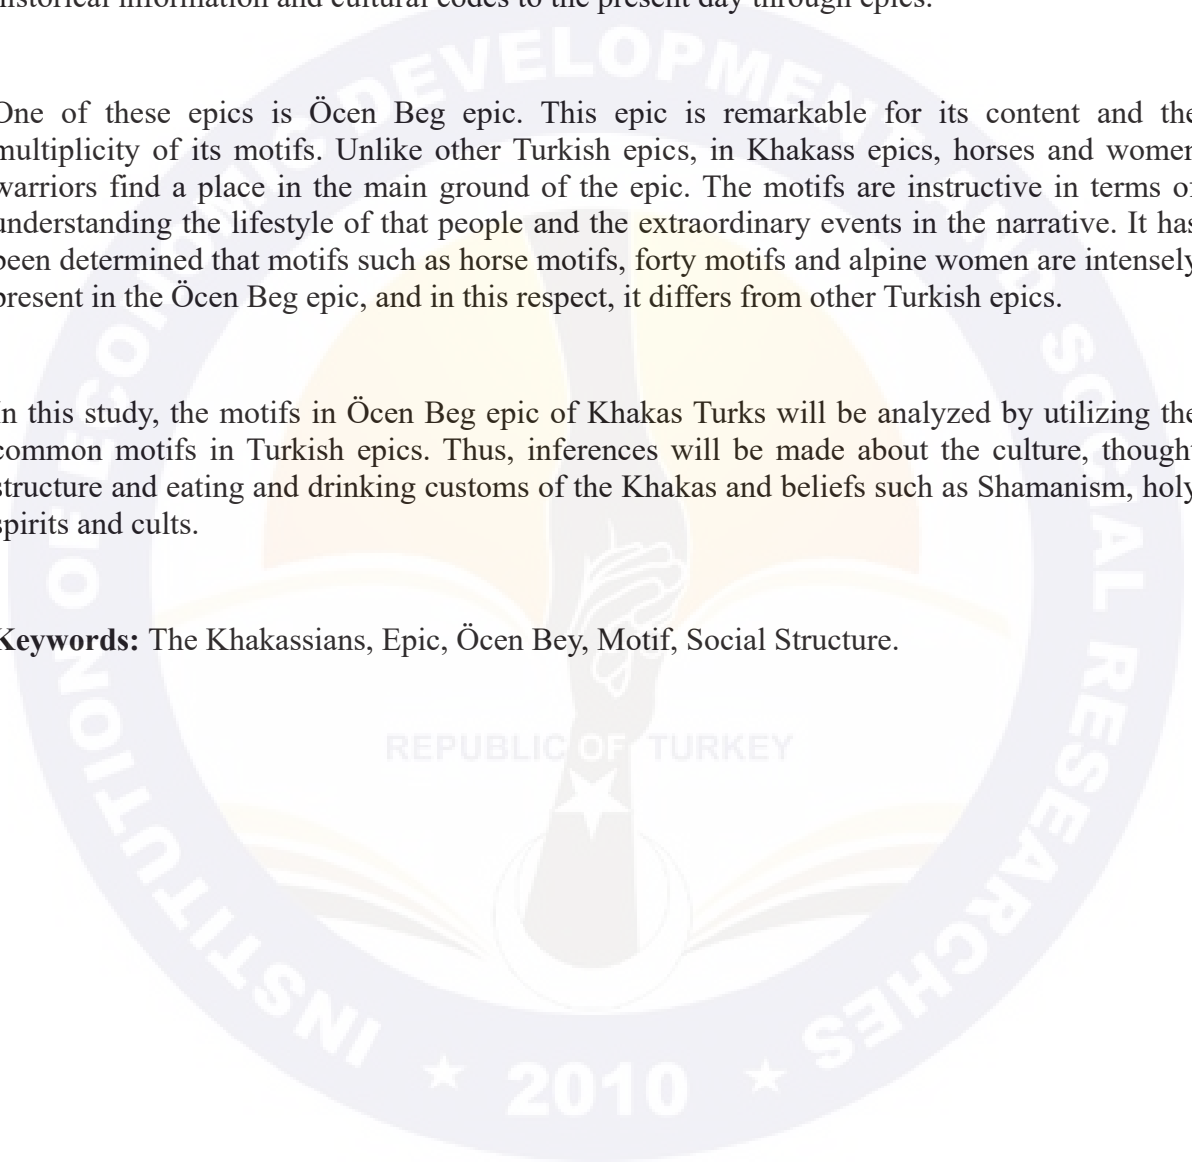 historical information and cultural codes to the present day through epics.
One of these epics is Öcen Beg epic. This epic is remarkable for its content and the
multiplicity of its motifs. Unlike other Turkish epics, in Khakass epics, horses and women
warriors find a place in the main ground of the epic. The motifs are instructive in terms of
understanding the lifestyle of that people and the extraordinary events in the narrative. It has
been determined that motifs such as horse motifs, forty motifs and alpine women are intensely
present in the Öcen Beg epic, and in this respect, it differs from other Turkish epics.
In this study, the motifs in Öcen Beg epic of Khakas Turks will be analyzed by utilizing the
common motifs in Turkish epics. Thus, inferences will be made about the culture, thought
structure and eating and drinking customs of the Khakas and beliefs such as Shamanism, holy
spirits and cults.
Keywords: The Khakassians, Epic, Öcen Bey, Motif, Social Structure.
INSTITUTION OF ECONOMIC DEVELOPMENT AND SOCIAL RESEARCHES
REPUBLIC OF TURKEY
2010